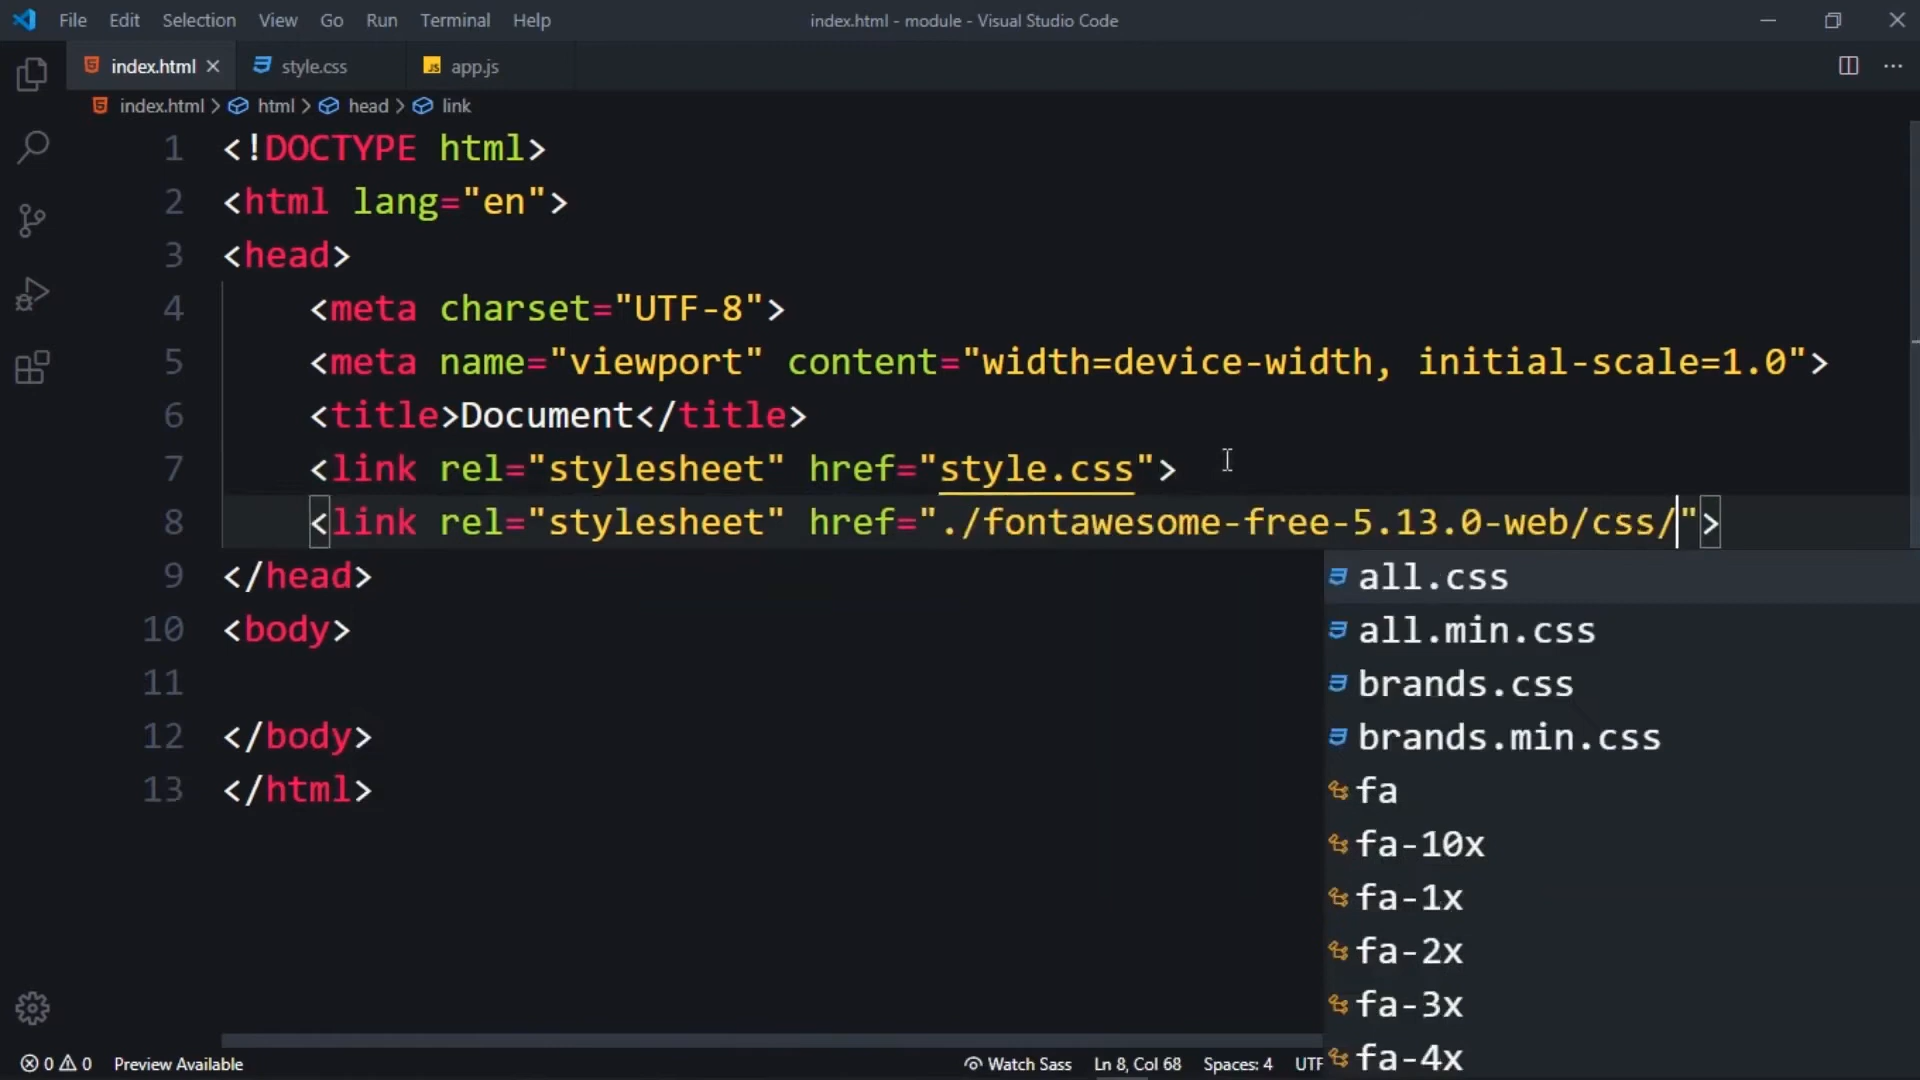 File Edit Selection View Go Run Terminal Help index.html - module - Visual Studio Code
index.html style.css JS app.js
index.html > html > head > link
1 <!DOCTYPE html>
2 <html lang="en">
3 <head>
4 <meta charset="UTF-8">
5 <meta name="viewport" content="width=device-width, initial-scale=1.0">
6 <title>Document</title>
7 <link rel="stylesheet" href="style.css">
8 <link rel="stylesheet" href="./fontawesome-free-5.13.0-web/css/">
9 </head>
all.css
10 <body>
all.min.css
11
brands.css
12 </body>
brands.min.css
13 </html>
fa
fa-10x
fa-1x
fa-2x
fa-3x
fa-4x
0 0 Preview Available Watch Sass Ln 8, Col 68 Spaces: 4 UTF